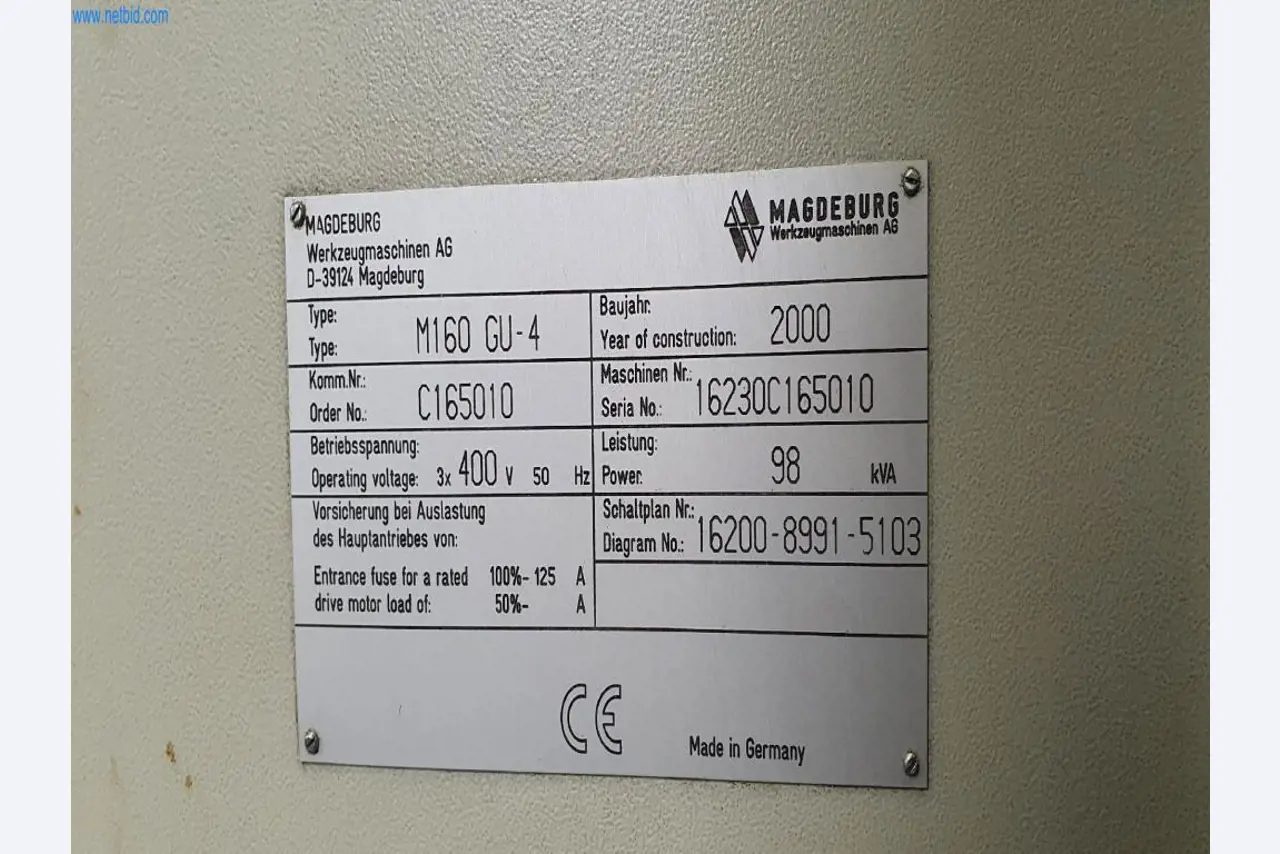 www.netbid.com
MAGDEBURG
Werkzeugmaschinen AG
D-39124 Magdeburg
MAGDEBURG
Werkzeugmaschinen AG
Type:
Type: M160 GU-4
Baujahr:
Year of construction: 2000
Komm.Nr.:
Order No.: C165010
Maschinen Nr.:
Seria No.: 16230C165010
Betriebsspannung:
Operating voltage: 3x 400 V 50 Hz
Leistung:
Power: 98 kVA
Vorsicherung bei Auslastung
des Hauptantriebes von:
Entrance fuse for a rated 100%- 125 A
drive motor load of: 50%- A
Schaltplan Nr.:
Diagram No.: 16200-8991-5103
CE
Made in Germany